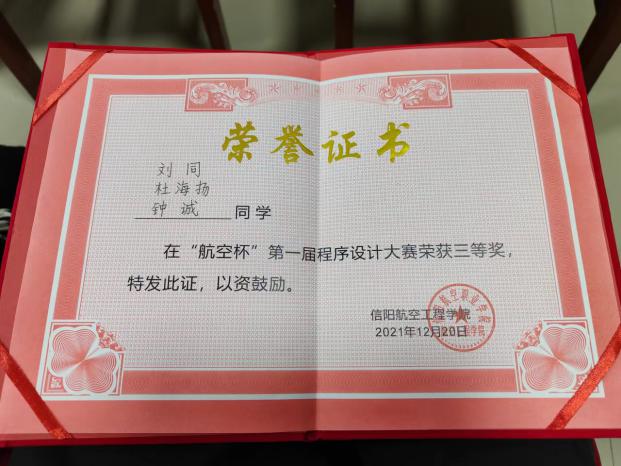 荣誉证书
刘同
杜海扬
钟诚同学
在“航空杯”第一届程序设计大赛荣获三等奖，
特发此证，以资鼓励。
信阳航空工程学院
2021年12月20日